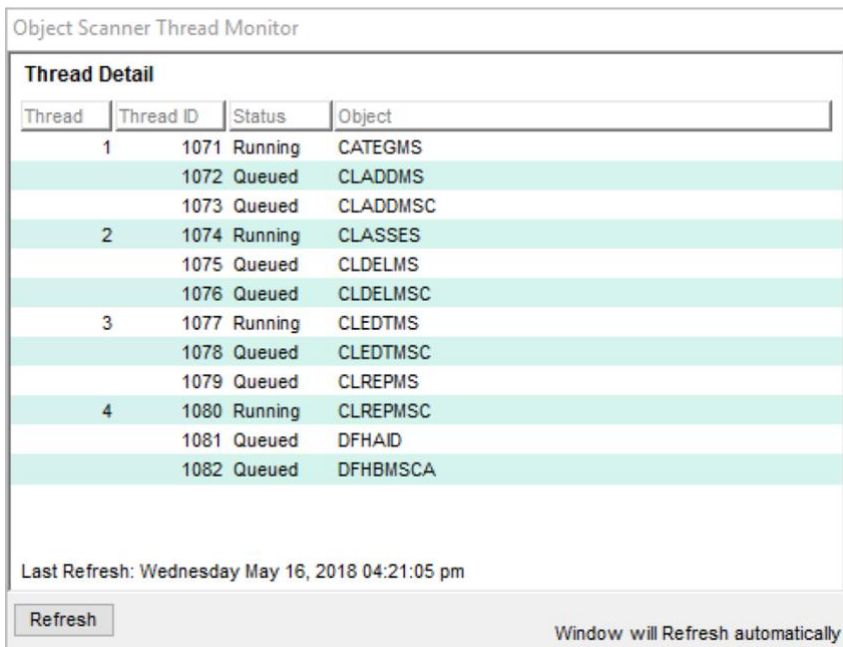 Object Scanner Thread Monitor
Thread Detail
Thread Thread ID Status Object
1 1071 Running CATEGMS
1072 Queued CLADDMS
1073 Queued CLADDMSC
2 1074 Running CLASSES
1075 Queued CLDELMS
1076 Queued CLDELMSC
3 1077 Running CLEDTMS
1078 Queued CLEDTMSC
1079 Queued CLREPMS
4 1080 Running CLREPMSC
1081 Queued DFHAID
1082 Queued DFHBMSCA
Last Refresh: Wednesday May 16, 2018 04:21:05 pm
Refresh
Window will Refresh automatically